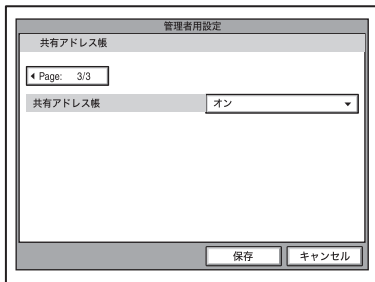 管理者用設定
共有アドレス帳
Page: 3/3
共有アドレス帳 オン
保存 キャンセル